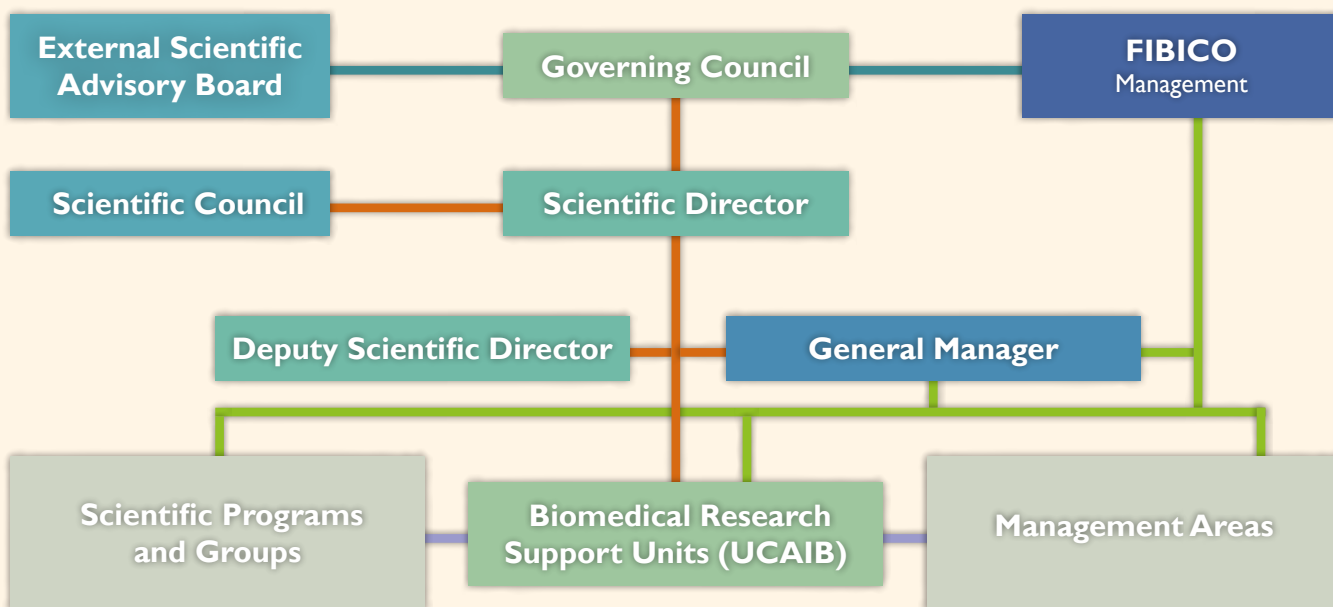 External Scientific
Advisory Board
Governing Council
FIBICO
Management
Scientific Council
Scientific Director
Deputy Scientific Director
General Manager
Scientific Programs
and Groups
Biomedical Research
Support Units (UCAIB)
Management Areas